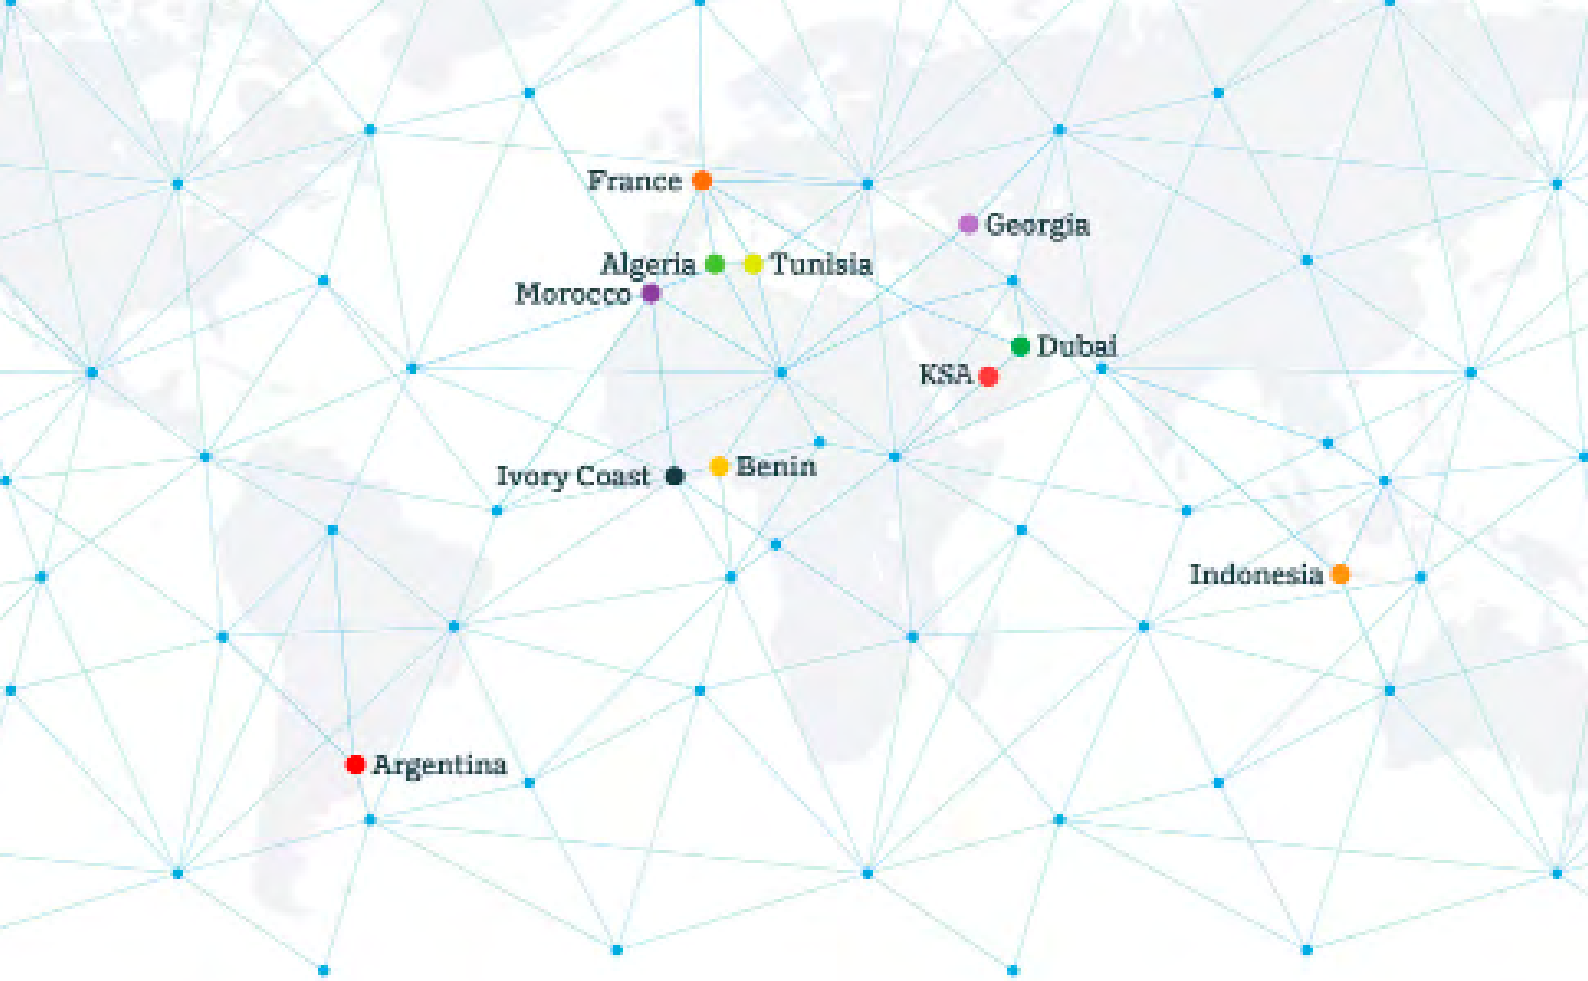 France
Georgia
Algeria
Tunisia
Morocco
Dubai
KSA
Benin
Ivory Coast
Indonesia
Argentina